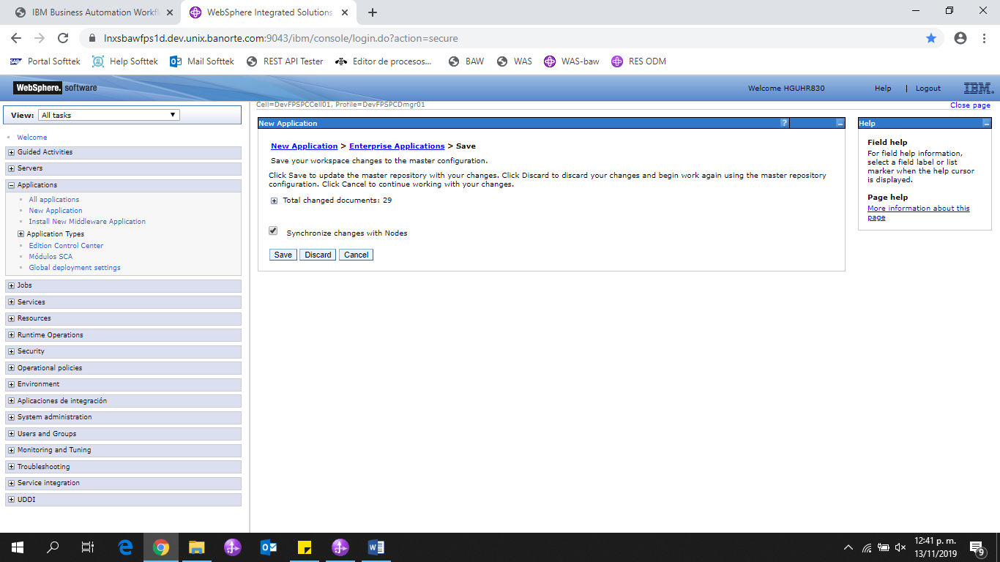 IBM Business Automation Workfl
WebSphere Integrated Solutions
lnxsbawfps1d.dev.unix.banorte.com:9043/ibm/console/login.do?action=secure
SAP Portal Softtek Help Softtek Mail Softtek REST API Tester Editor de procesos... BAW WAS WAS-baw RES ODM
WebSphere. software Welcome HGUHR830 Help | Logout IBM.
View: All tasks
Cell=DevFPSPCCell01, Profile=DevFPSPCDmgr01
Close page
Welcome
Guided Activities
Servers
Applications
All applications
New Application
Install New Middleware Application
Application Types
Edition Control Center
Módulos SCA
Global deployment settings
Jobs
Services
Resources
Runtime Operations
Security
Operational policies
Environment
Aplicaciones de integración
System administration
Users and Groups
Monitoring and Tuning
Troubleshooting
Service integration
UDDI
New Application
?
New Application > Enterprise Applications > Save
Save your workspace changes to the master configuration.
Click Save to update the master repository with your changes. Click Discard to discard your changes and begin work again using the master repository
configuration. Click Cancel to continue working with your changes.
Total changed documents: 29
Synchronize changes with Nodes
Save Discard Cancel
Help
Field help
For field help information,
select a field label or list
marker when the help cursor
is displayed.
Page help
More information about this
page
12:41 p. m.
13/11/2019
9